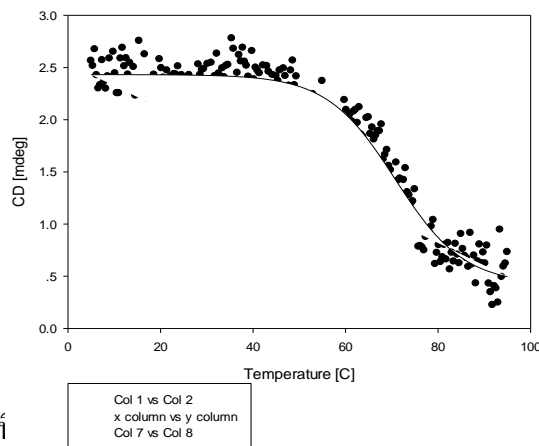 3.0
2.5
2.0
1.5
1.0
.5
0.0
CD [mdeg]
0 20 40 60 80 100
Temperature [C]
Col 1 vs Col 2
x column vs y column
Col 7 vs Col 8